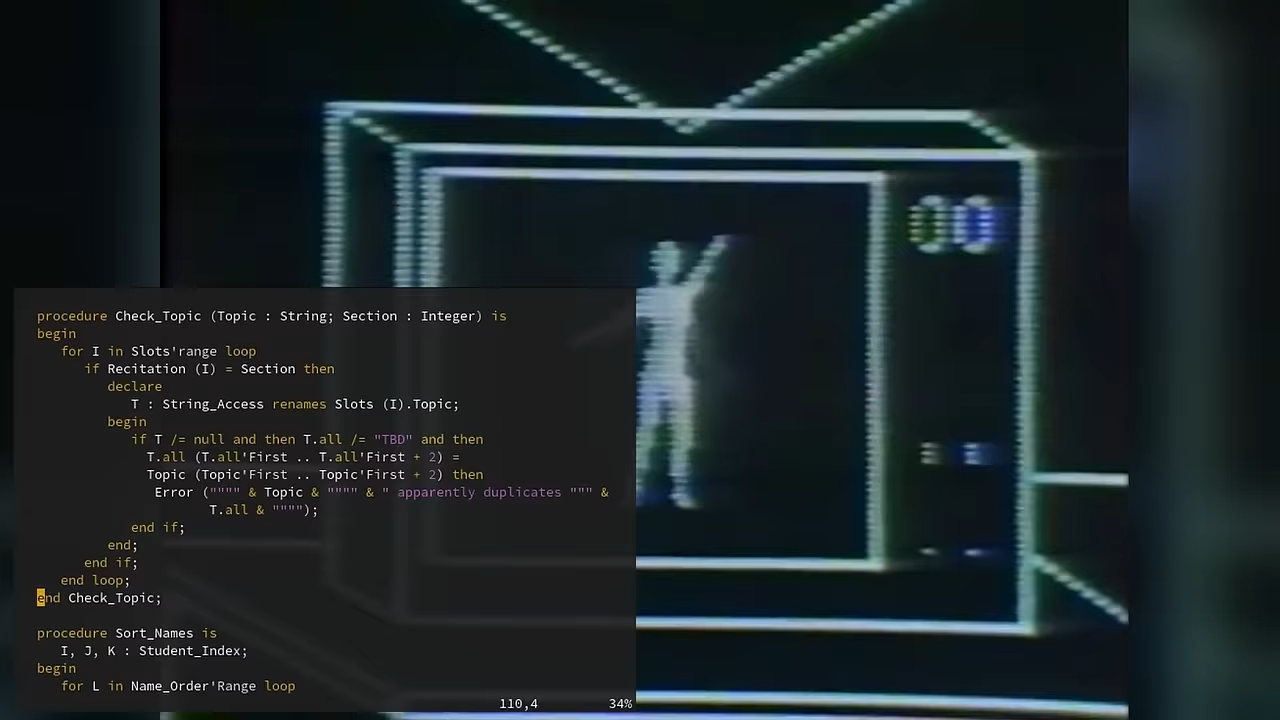 00
procedure Check_Topic (Topic : String; Section : Integer) is
begin
for I in Slots'range loop
if Recitation (I) = Section then
declare
T : String_Access renames Slots (I).Topic;
begin
if T /= null and then T.all /= "TBD" and then
T.all (T.all'First .. T.all'First + 2) =
Topic (Topic'First .. Topic'First + 2) then
Error ("""" & Topic & """" & " apparently duplicates """ &
T.all & """");
end if;
end;
end if;
end loop;
end Check_Topic;
procedure Sort_Names is
I, J, K : Student_Index;
begin
for L in Name_Order'Range loop
110,4 34%